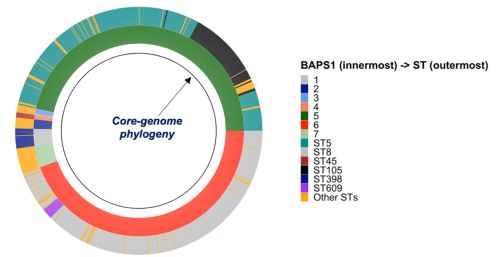 Core-genome
phylogeny
BAPS1 (innermost) -> ST (outermost)
1
2
3
4
5
6
7
ST5
ST8
ST45
ST105
ST398
ST609
Other STs